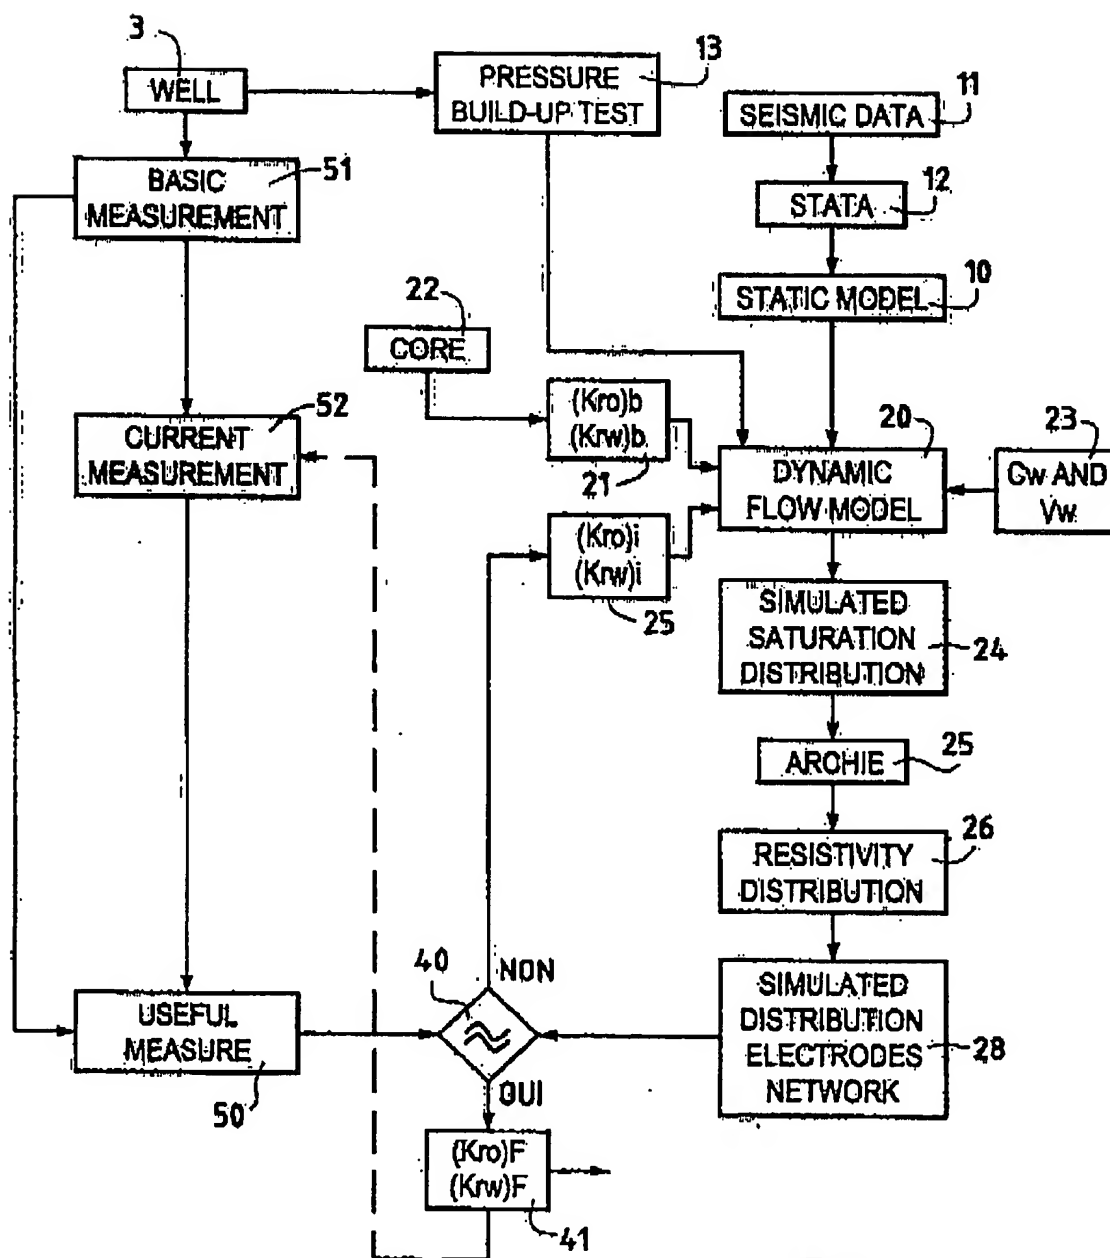 3
WELL
PRESSURE
BUILD-UP TEST
13
SEISMIC DATA
11
BASIC
MEASUREMENT
51
STATA
12
STATIC MODEL
10
22
CORE
(Kro)b
(Krw)b
21
CURRENT
MEASUREMENT
52
DYNAMIC
FLOW MODEL
20
Cw AND
Vw
23
(Kro)i
(Krw)i
25
SIMULATED
SATURATION
DISTRIBUTION
24
ARCHIE
25
RESISTIVITY
DISTRIBUTION
26
USEFUL
MEASURE
50
40
≈
NON
OUI
SIMULATED
DISTRIBUTION
ELECTRODES
NETWORK
28
(Kro)F
(Krw)F
41